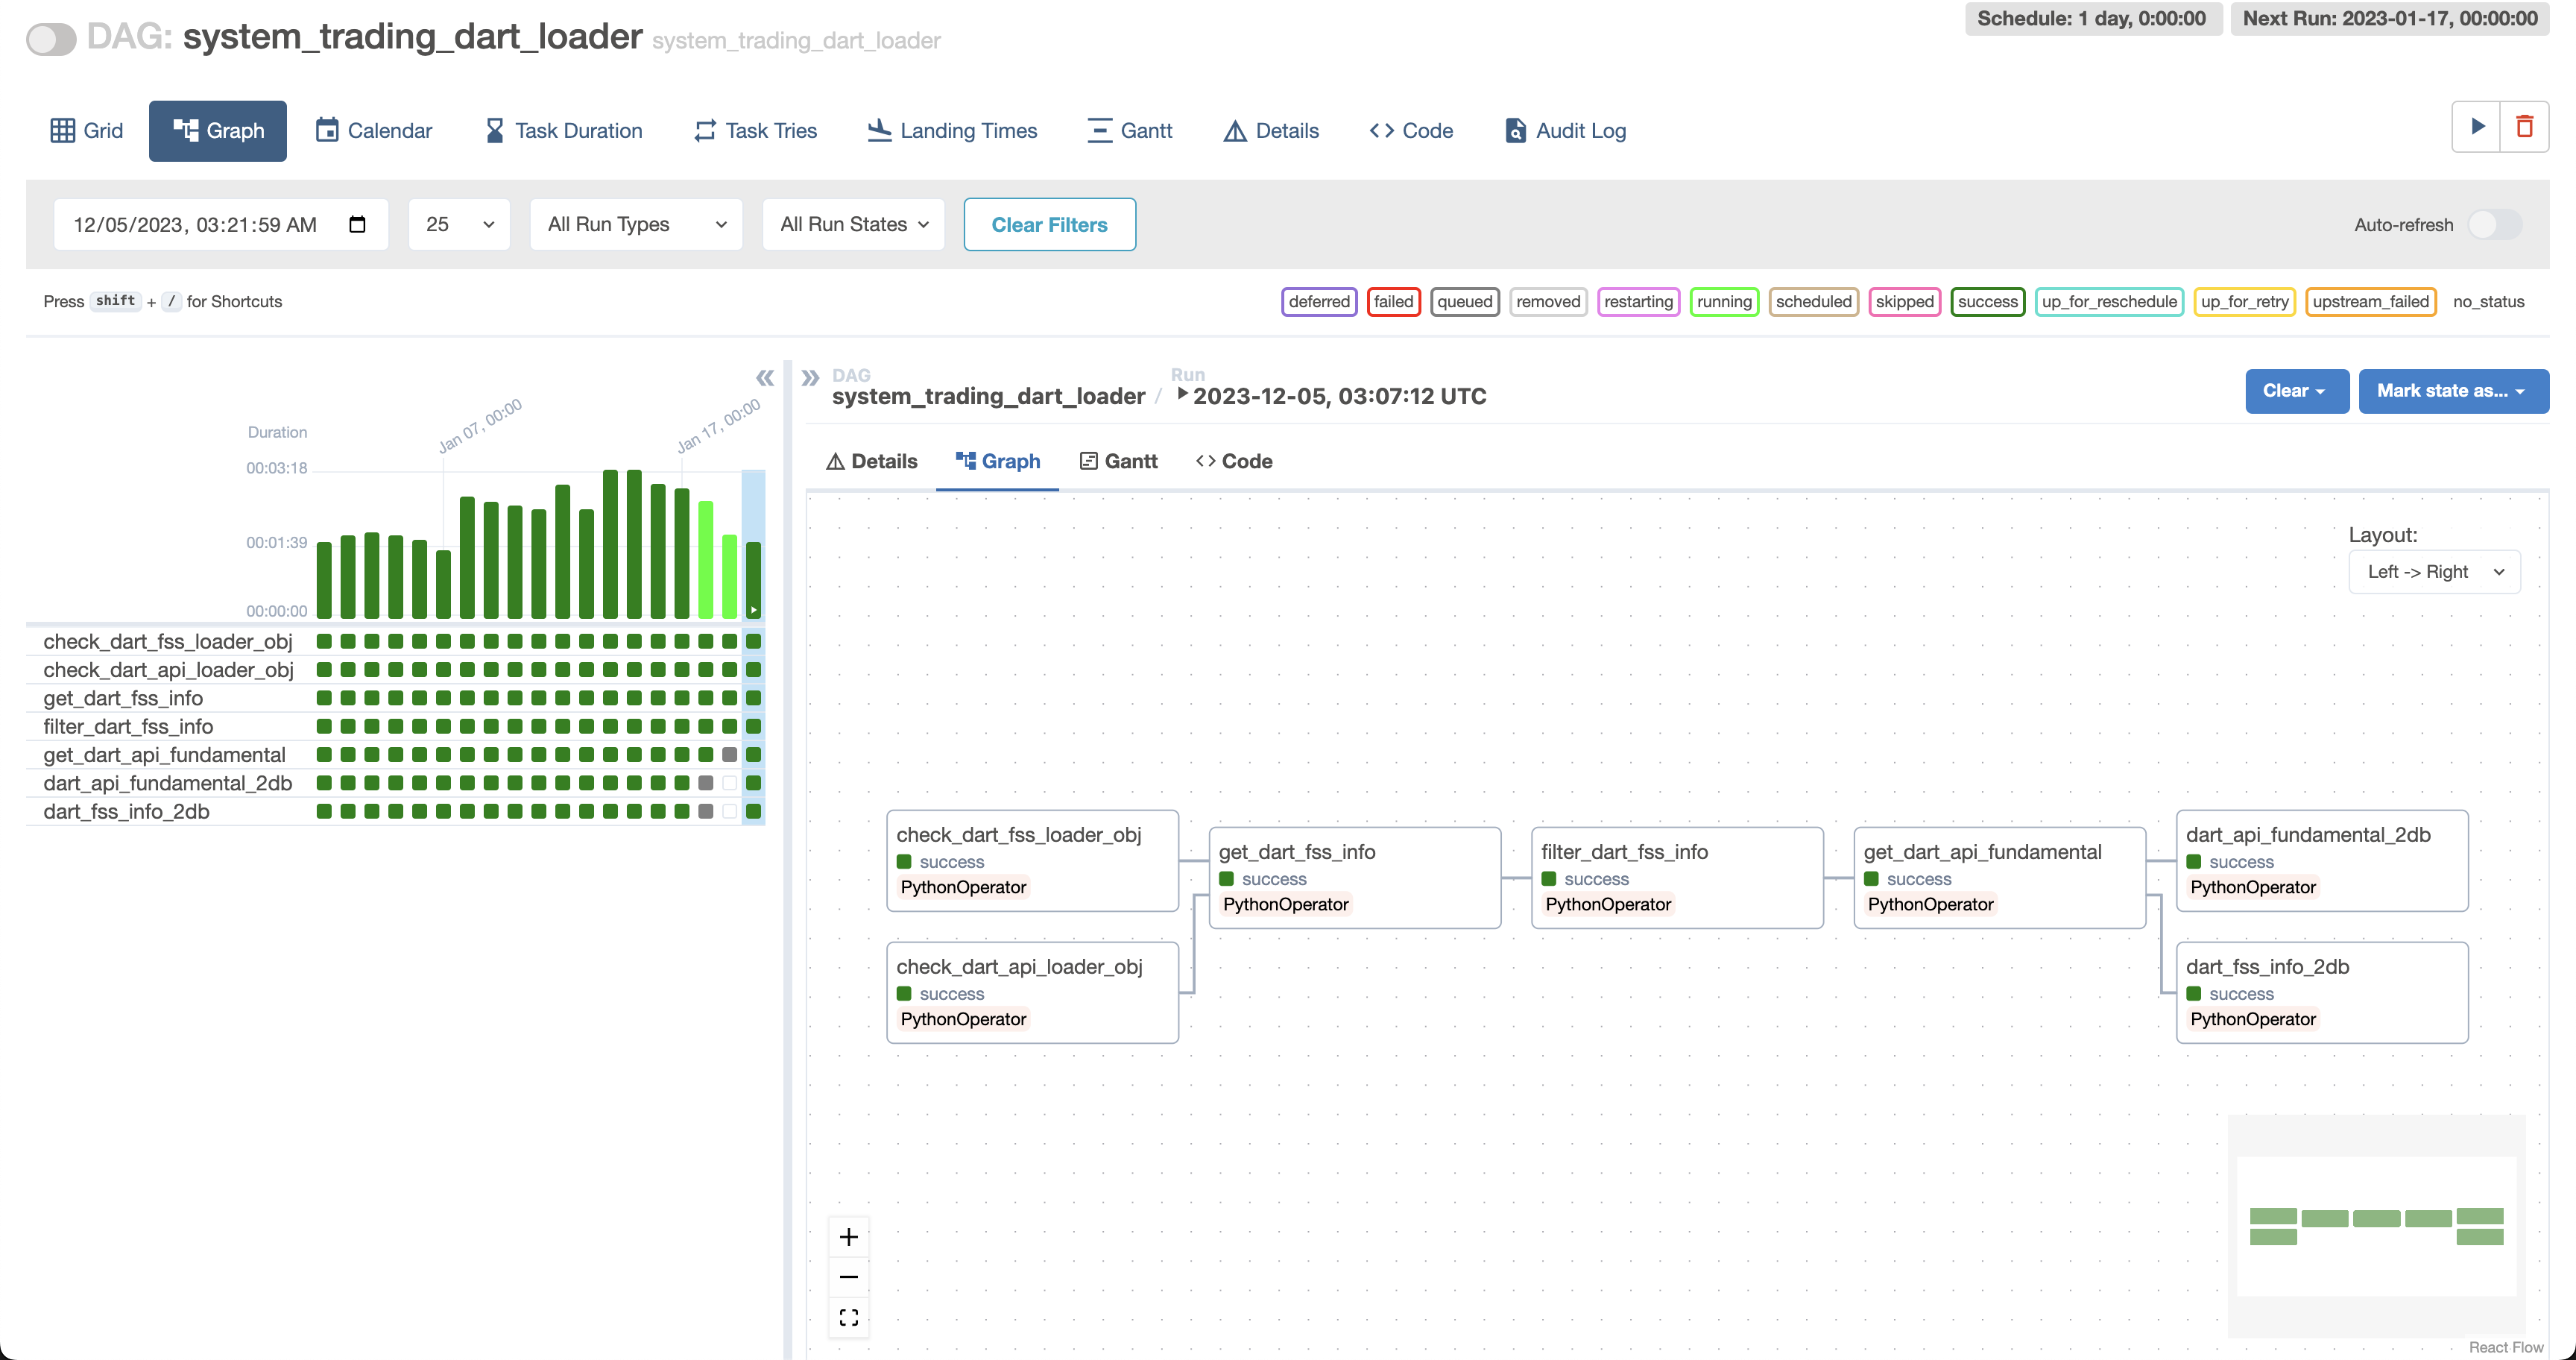 DAG: system_trading_dart_loader system_trading_dart_loader
Schedule: 1 day, 0:00:00
Next Run: 2023-01-17, 00:00:00
Grid
Graph
Calendar
Task Duration
Task Tries
Landing Times
Gantt
Details
Code
Audit Log
12/05/2023, 03:21:59 AM
25
All Run Types
All Run States
Clear Filters
Auto-refresh
Press shift + / for Shortcuts
deferred
failed
queued
removed
restarting
running
scheduled
skipped
success
up_for_reschedule
up_for_retry
upstream_failed
no_status
Duration
Jan 07, 00:00
Jan 17, 00:00
00:03:18
00:01:39
00:00:00
check_dart_fss_loader_obj
check_dart_api_loader_obj
get_dart_fss_info
filter_dart_fss_info
get_dart_api_fundamental
dart_api_fundamental_2db
dart_fss_info_2db
DAG
system_trading_dart_loader
/
Run
2023-12-05, 03:07:12 UTC
Clear
Mark state as...
Details
Graph
Gantt
Code
Layout:
Left -> Right
check_dart_fss_loader_obj
success
PythonOperator
check_dart_api_loader_obj
success
PythonOperator
get_dart_fss_info
success
PythonOperator
filter_dart_fss_info
success
PythonOperator
get_dart_api_fundamental
success
PythonOperator
dart_api_fundamental_2db
success
PythonOperator
dart_fss_info_2db
success
PythonOperator
React Flow